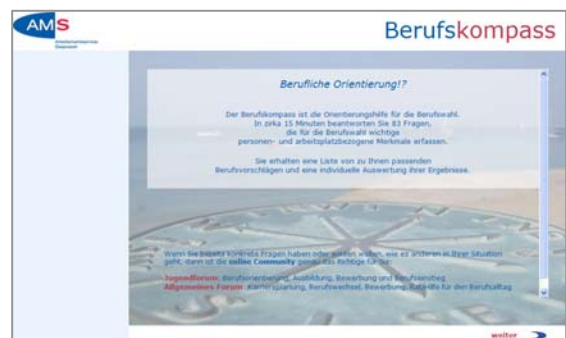 AMS
Berufskompass
Berufliche Orientierung!?
Der Berufskompass ist die Orientierungshilfe für die Berufswahl.
In zirka 15 Minuten beantworten Sie 83 Fragen,
die für die Berufswahl wichtige
personen- und arbeitsplatzbezogene Merkmale erfassen.
Sie erhalten eine Liste von zu Ihnen passenden
Berufsvorschlägen und eine individuelle Auswertung ihrer Ergebnisse.
Wenn Sie bereits konkrete Fragen haben oder wissen wollen, wie es anderen in Ihrer Situation
geht, dann ist die online Community genau das Richtige für Sie:
Jugendforum: Berufsorientierung, Ausbildung, Bewerbung und Berufseinstieg
Allgemeines Forum: Karriereplanung, Berufswechsel, Bewerbung, für den Berufsalltag
weiter